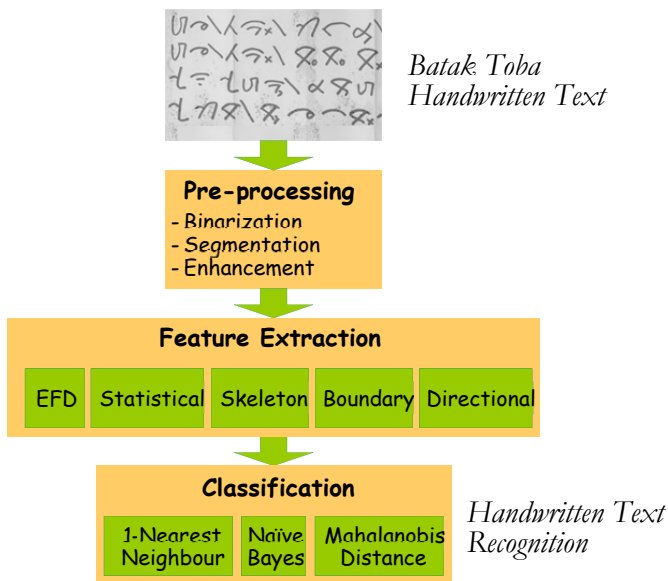 Batak Toba
Handwritten Text
Pre-processing
- Binarization
- Segmentation
- Enhancement
Feature Extraction
EFD
Statistical
Skeleton
Boundary
Directional
Classification
1-Nearest
Neighbour
Naïve
Bayes
Mahalanobis
Distance
Handwritten Text
Recognition